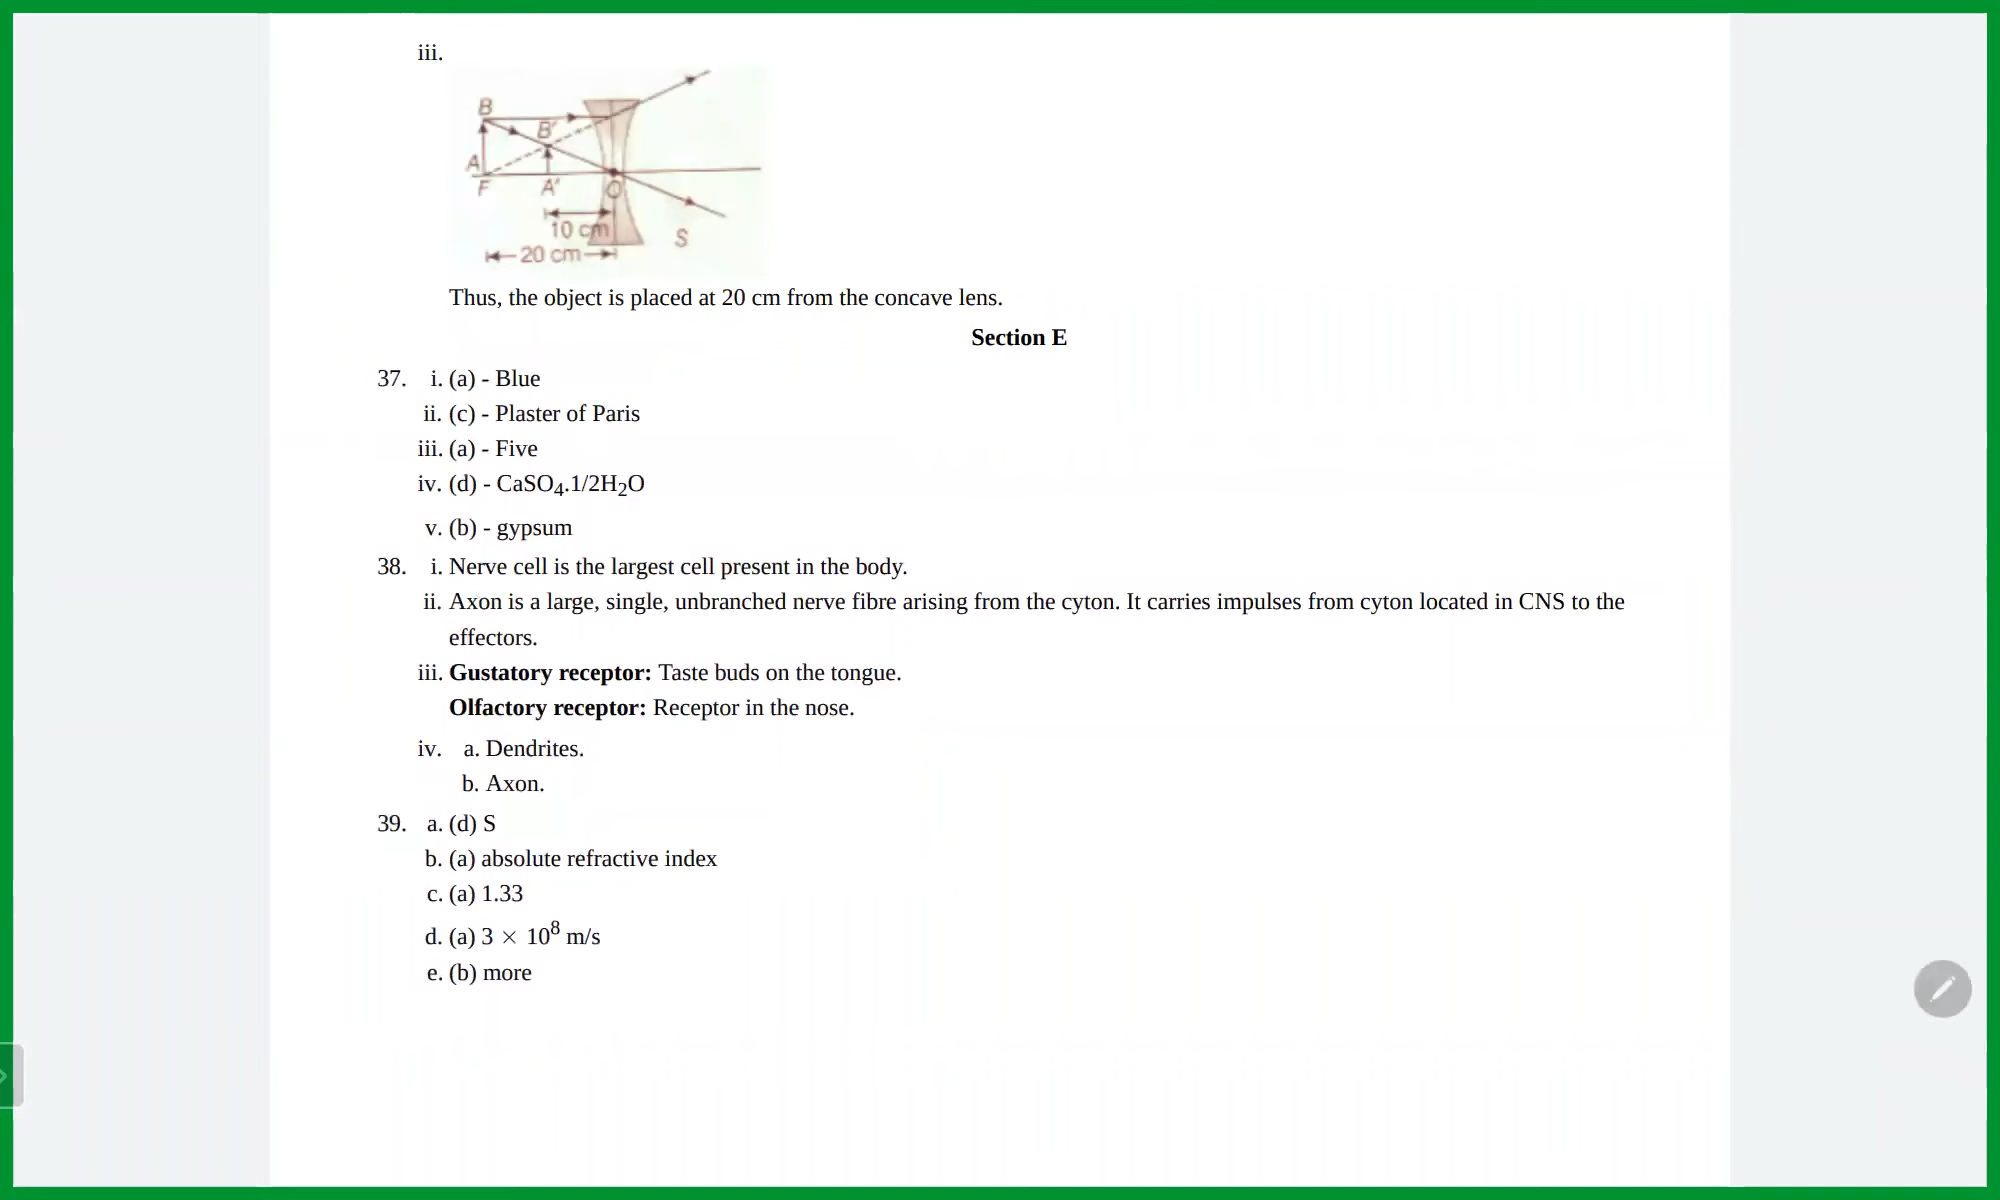 iii.
B
B'
A
F
A'
O
10 cm
S
20 cm
Thus, the object is placed at 20 cm from the concave lens.
Section E
37. i. (a) - Blue
ii. (c) - Plaster of Paris
iii. (a) - Five
iv. (d) - CaSO₄.1/2H₂O
v. (b) - gypsum
38. i. Nerve cell is the largest cell present in the body.
ii. Axon is a large, single, unbranched nerve fibre arising from the cyton. It carries impulses from cyton located in CNS to the
effectors.
iii. Gustatory receptor: Taste buds on the tongue.
Olfactory receptor: Receptor in the nose.
iv. a. Dendrites.
b. Axon.
39. a. (d) S
b. (a) absolute refractive index
c. (a) 1.33
d. (a) 3 × 10⁸ m/s
e. (b) more